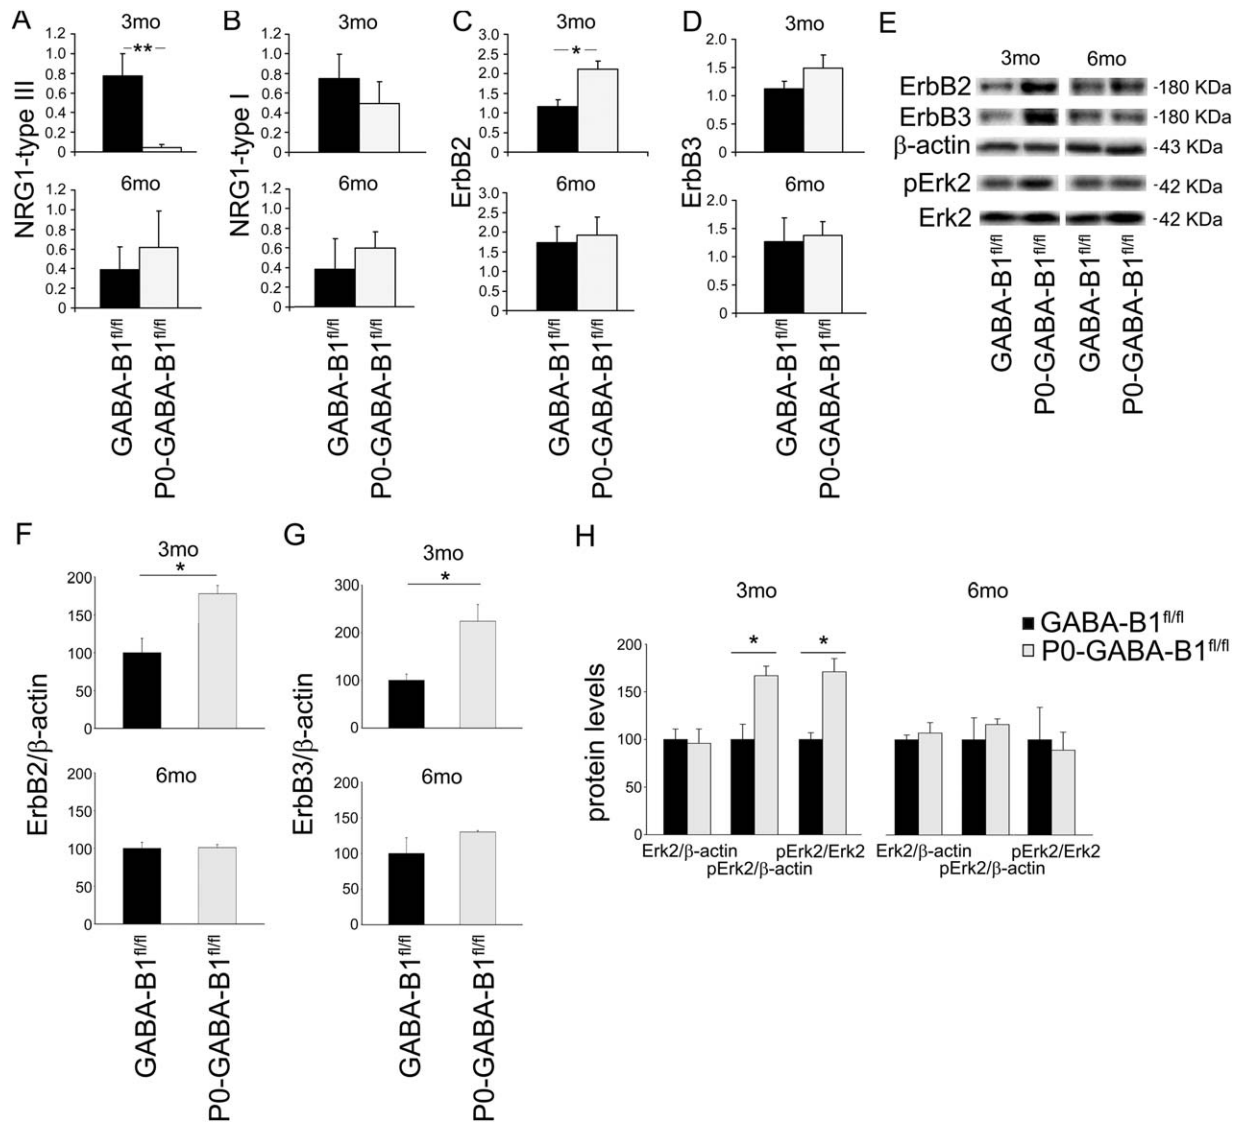 A
3mo
**
NRG1-type III
1.2
1.0
0.8
0.6
0.4
0.2
0
6mo
1.2
1.0
0.8
0.6
0.4
0.2
0
GABA-B1fl/fl
P0-GABA-B1fl/fl
B
3mo
NRG1-type I
1.2
1.0
0.8
0.6
0.4
0.2
0
6mo
1.2
1.0
0.8
0.6
0.4
0.2
0
GABA-B1fl/fl
P0-GABA-B1fl/fl
C
3mo
*
ErbB2
3.0
2.5
2.0
1.5
1.0
0.5
0
6mo
3.0
2.5
2.0
1.5
1.0
0.5
0.0
GABA-B1fl/fl
P0-GABA-B1fl/fl
D
3mo
ErbB3
2.0
1.5
1.0
0.5
0
6mo
2.0
1.5
1.0
0.5
0
GABA-B1fl/fl
P0-GABA-B1fl/fl
E
3mo 6mo
ErbB2 -180 KDa
ErbB3 -180 KDa
β-actin -43 KDa
pErk2 -42 KDa
Erk2 -42 KDa
GABA-B1fl/fl
P0-GABA-B1fl/fl
GABA-B1fl/fl
P0-GABA-B1fl/fl
F
3mo
*
ErbB2/β-actin
200
150
100
50
0
6mo
200
150
100
50
0
GABA-B1fl/fl
P0-GABA-B1fl/fl
G
3mo
*
ErbB3/β-actin
300
200
100
0
6mo
200
150
100
50
0
GABA-B1fl/fl
P0-GABA-B1fl/fl
H
3mo
6mo
GABA-B1fl/fl
P0-GABA-B1fl/fl
protein levels
200
150
100
50
0
*
*
Erk2/β-actin
pErk2/β-actin
pErk2/Erk2
Erk2/β-actin
pErk2/β-actin
pErk2/Erk2